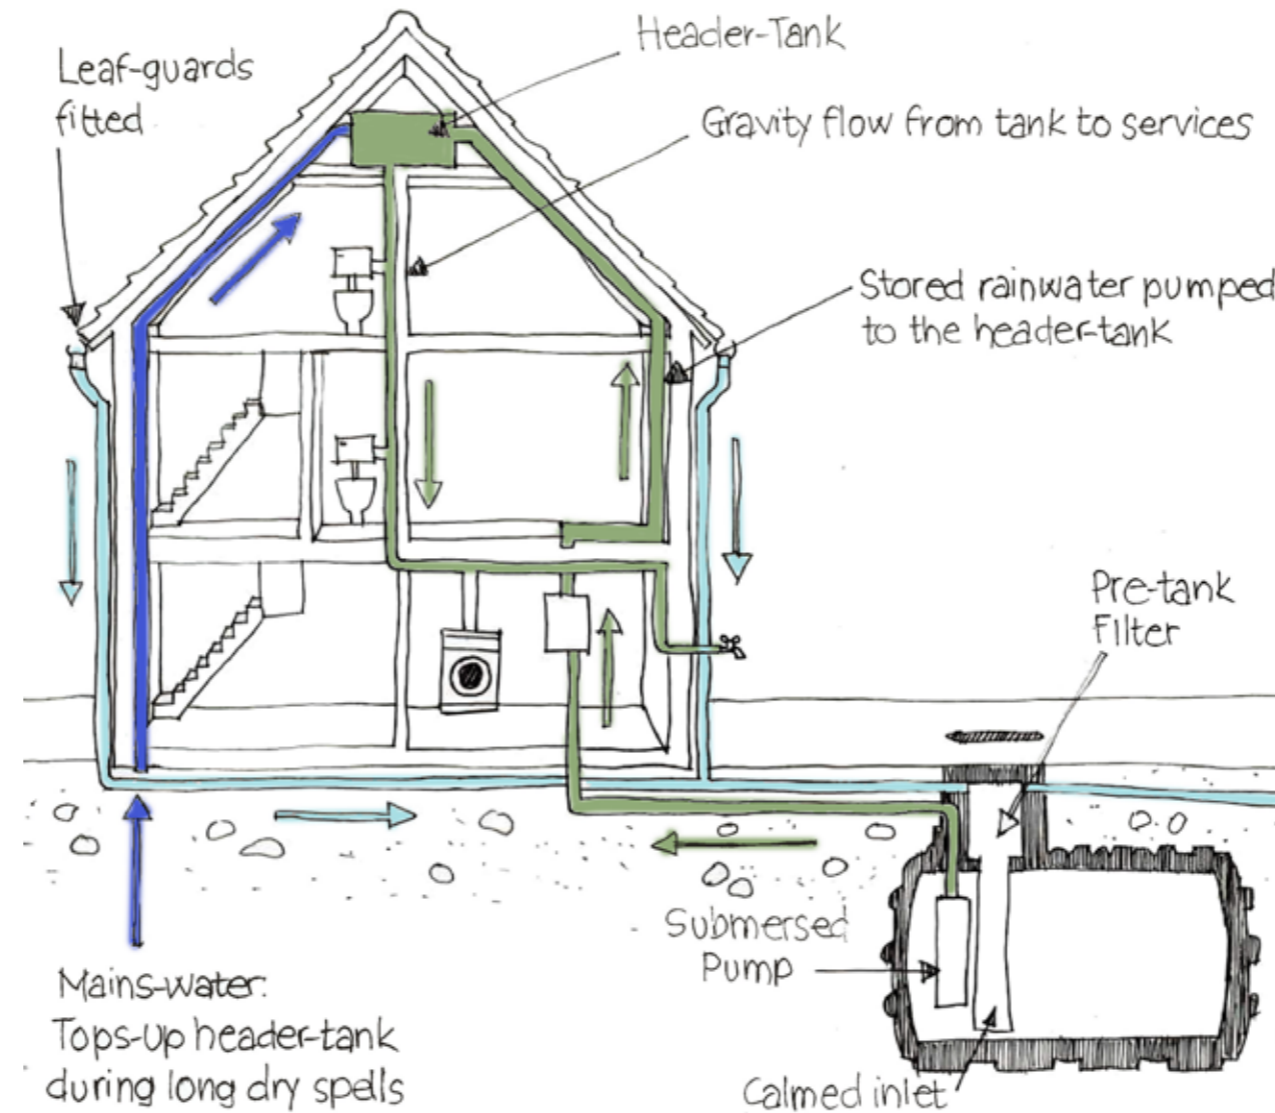 Header-Tank
Leaf-guards
fitted
Gravity flow from tank to services
Stored rainwater pumped
to the header-tank
Pre-tank
Filter
Submersed
Pump
Mains-water:
Tops-up header-tank
during long dry spells
Calmed inlet